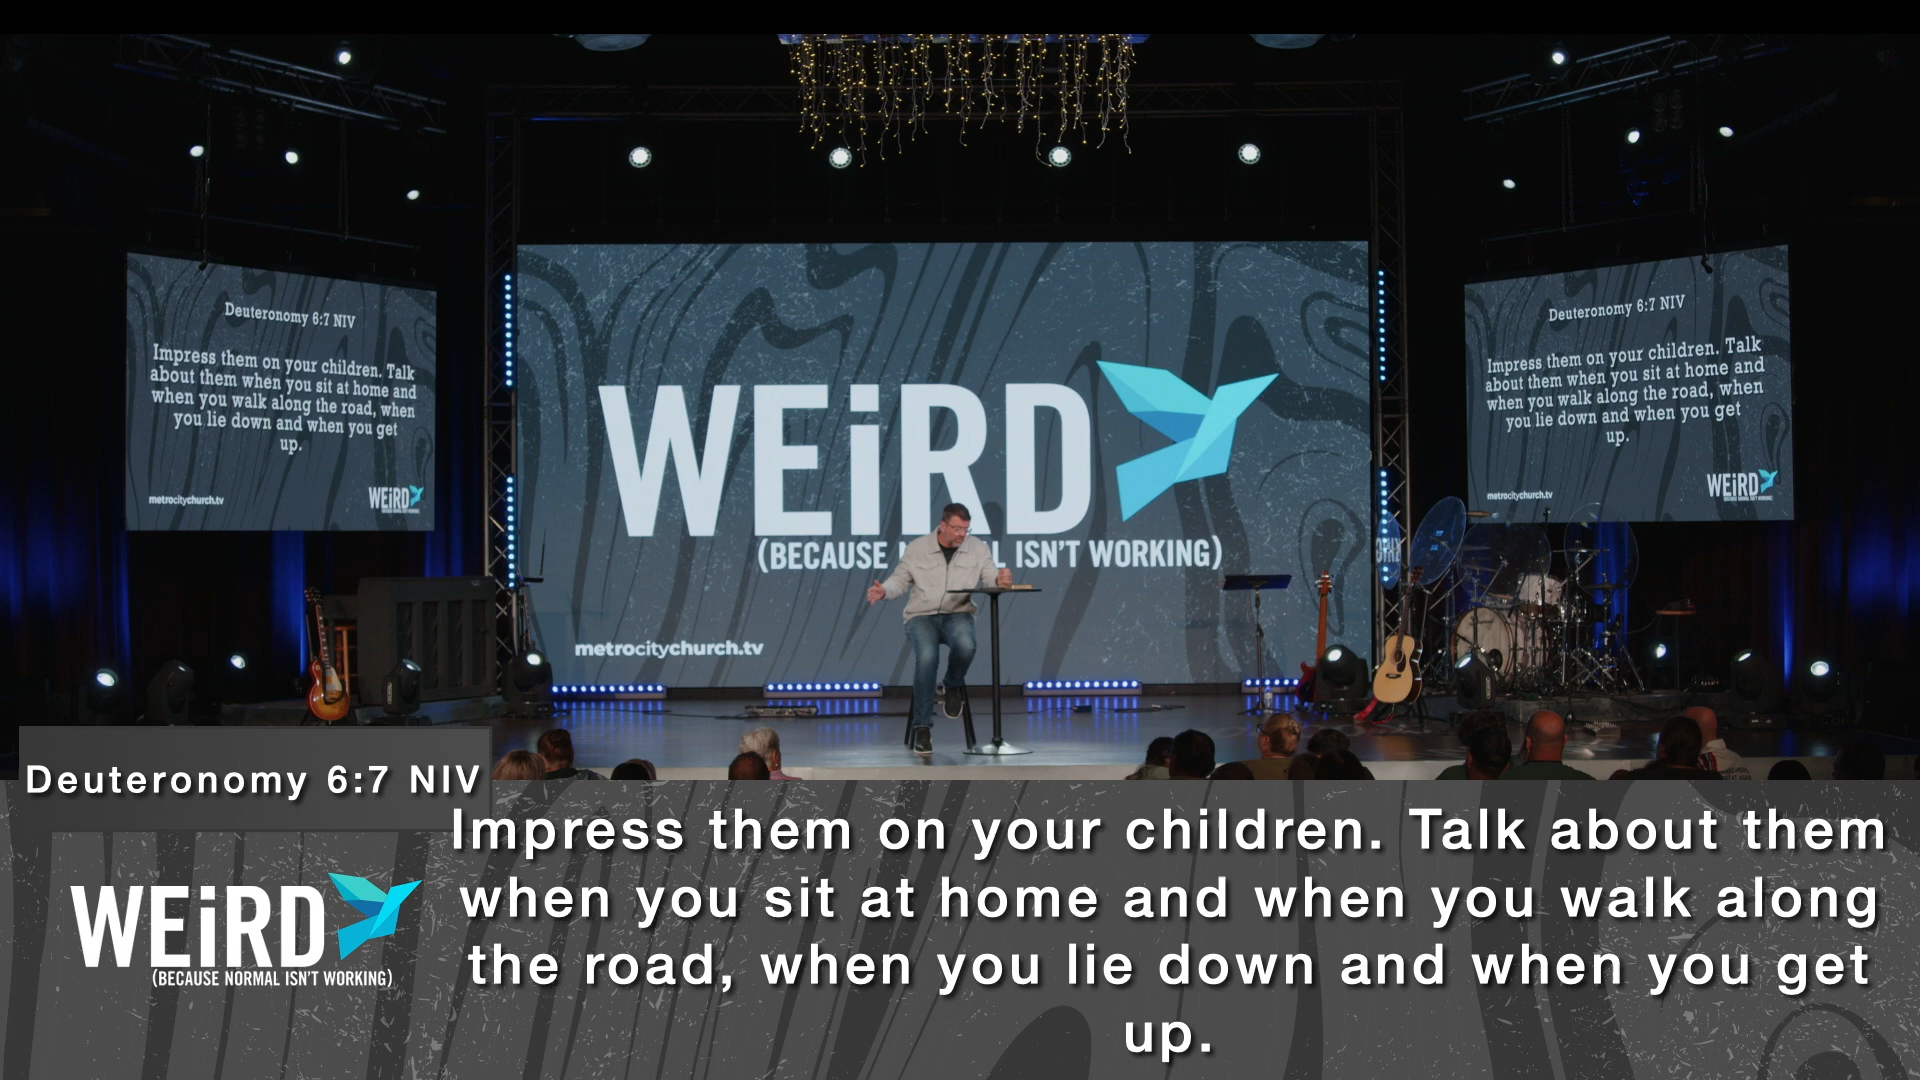 Deuteronomy 6:7 NIV
Impress them on your children. Talk
about them when you sit at home and
when you walk along the road, when
you lie down and when you get
up.
metrocitychurch.tv
WEiRD
WEiRD
(BECAUSE N L ISN'T WORKING)
metrocitychurch.tv
Deuteronomy 6:7 NIV
Impress them on your children. Talk
about them when you sit at home and
when you walk along the road, when
you lie down and when you get
up.
metrocitychurch.tv
WEiRD
Deuteronomy 6:7 NIV
WEiRD
(BECAUSE NORMAL ISN'T WORKING)
Impress them on your children. Talk about them
when you sit at home and when you walk along
the road, when you lie down and when you get
up.